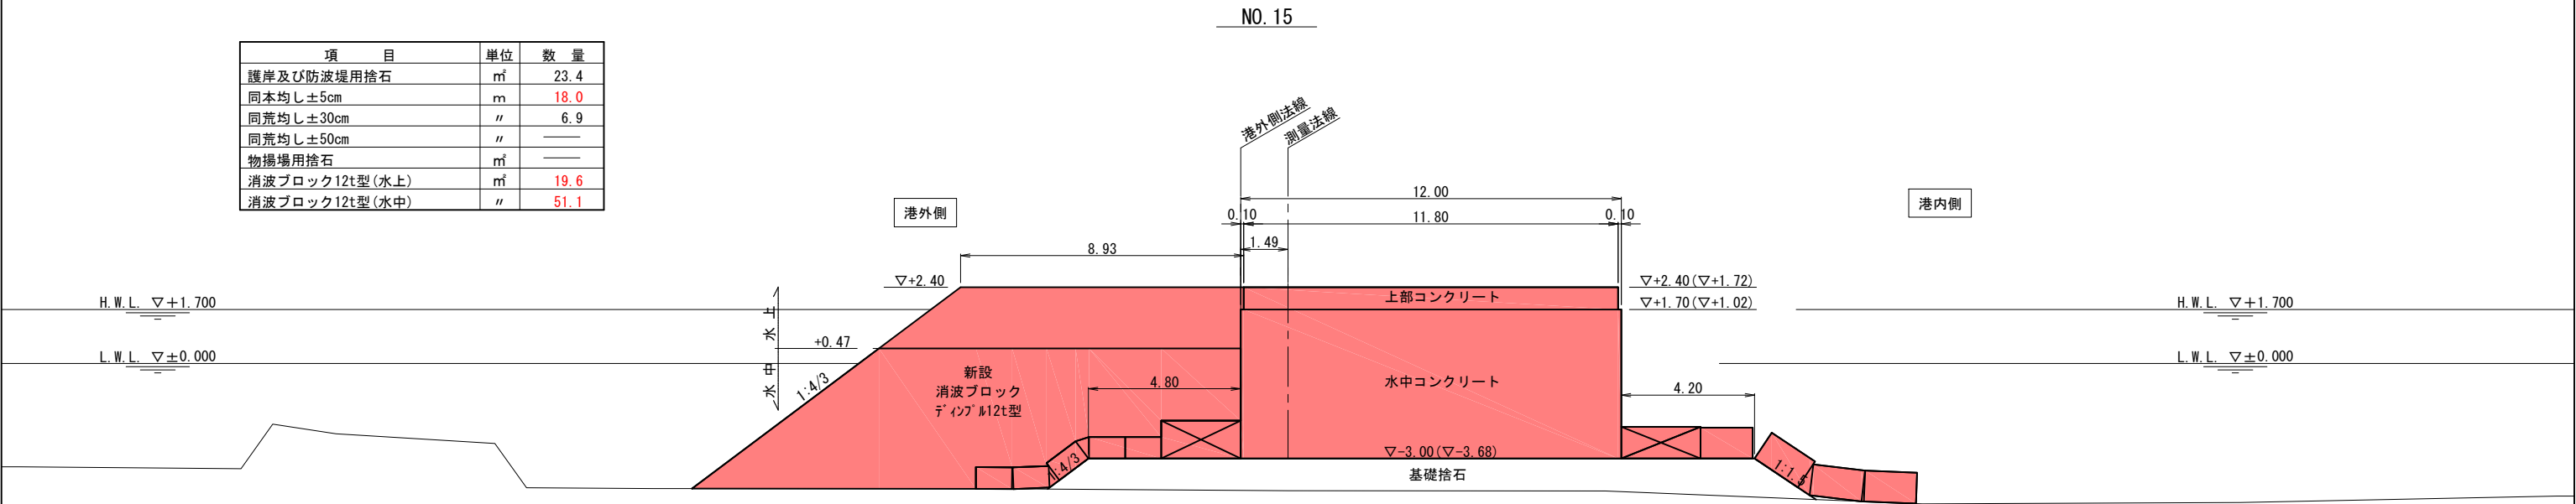 NO. 15
項 目 単位 数 量
護岸及び防波堤用捨石 ㎡ 23.4
同本均し±5cm m 18.0
同荒均し±30cm 〃 6.9
同荒均し±50cm 〃 ——
物揚場用捨石 ㎡ ——
消波ブロック12t型(水上) ㎡ 19.6
消波ブロック12t型(水中) 〃 51.1
港外側法線
測量法線
港外側
港内側
12.00
0.10 11.80 0.10
1.49
8.93
▽+2.40
▽+2.40(▽+1.72)
上部コンクリート
▽+1.70(▽+1.02)
H.W.L. ▽+1.700
H.W.L. ▽+1.700
水上
+0.47
L.W.L. ▽±0.000
L.W.L. ▽±0.000
水中
1:4/3
新設
消波ブロック
ディンプル12t型
4.80
水中コンクリート
4.20
▽-3.00(▽-3.68)
1:4/3
基礎捨石
1:1.5